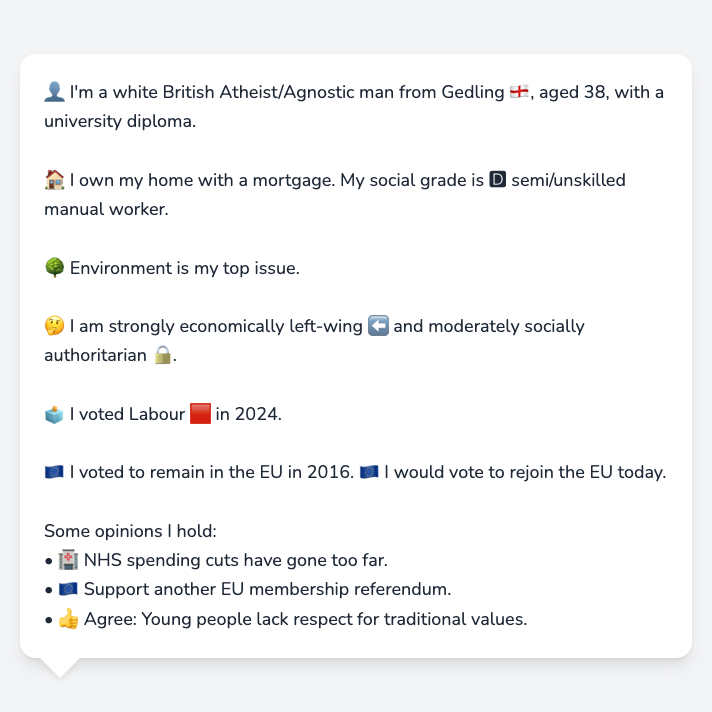 👤 I'm a white British Atheist/Agnostic man from Gedling 🏴󠁧󠁢󠁥󠁮󠁧󠁿, aged 38, with a
university diploma.
🏠 I own my home with a mortgage. My social grade is 🅳 semi/unskilled
manual worker.
🌳 Environment is my top issue.
🤔 I am strongly economically left-wing ⬅️ and moderately socially
authoritarian 🔒.
🗳️ I voted Labour 🟥 in 2024.
🇪🇺 I voted to remain in the EU in 2016. 🇪🇺 I would vote to rejoin the EU today.
Some opinions I hold:
• 🏥 NHS spending cuts have gone too far.
• 🇪🇺 Support another EU membership referendum.
• 👍 Agree: Young people lack respect for traditional values.